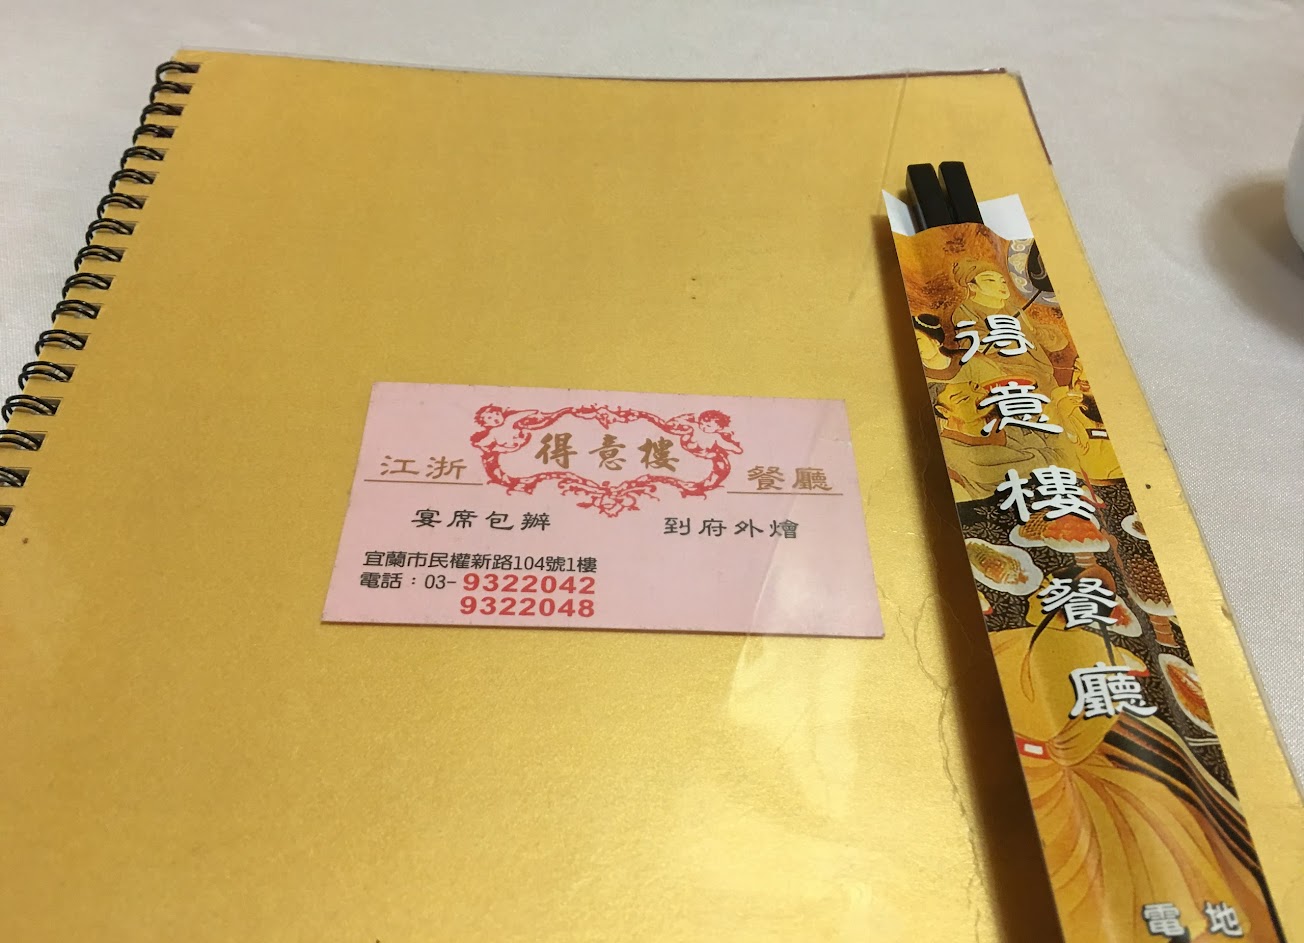 江浙 得意樓 餐廳
宴席包辦 到府外燴
宜蘭市民權新路104號1樓
電話：03-9322042
9322048
得意樓餐廳
電 地